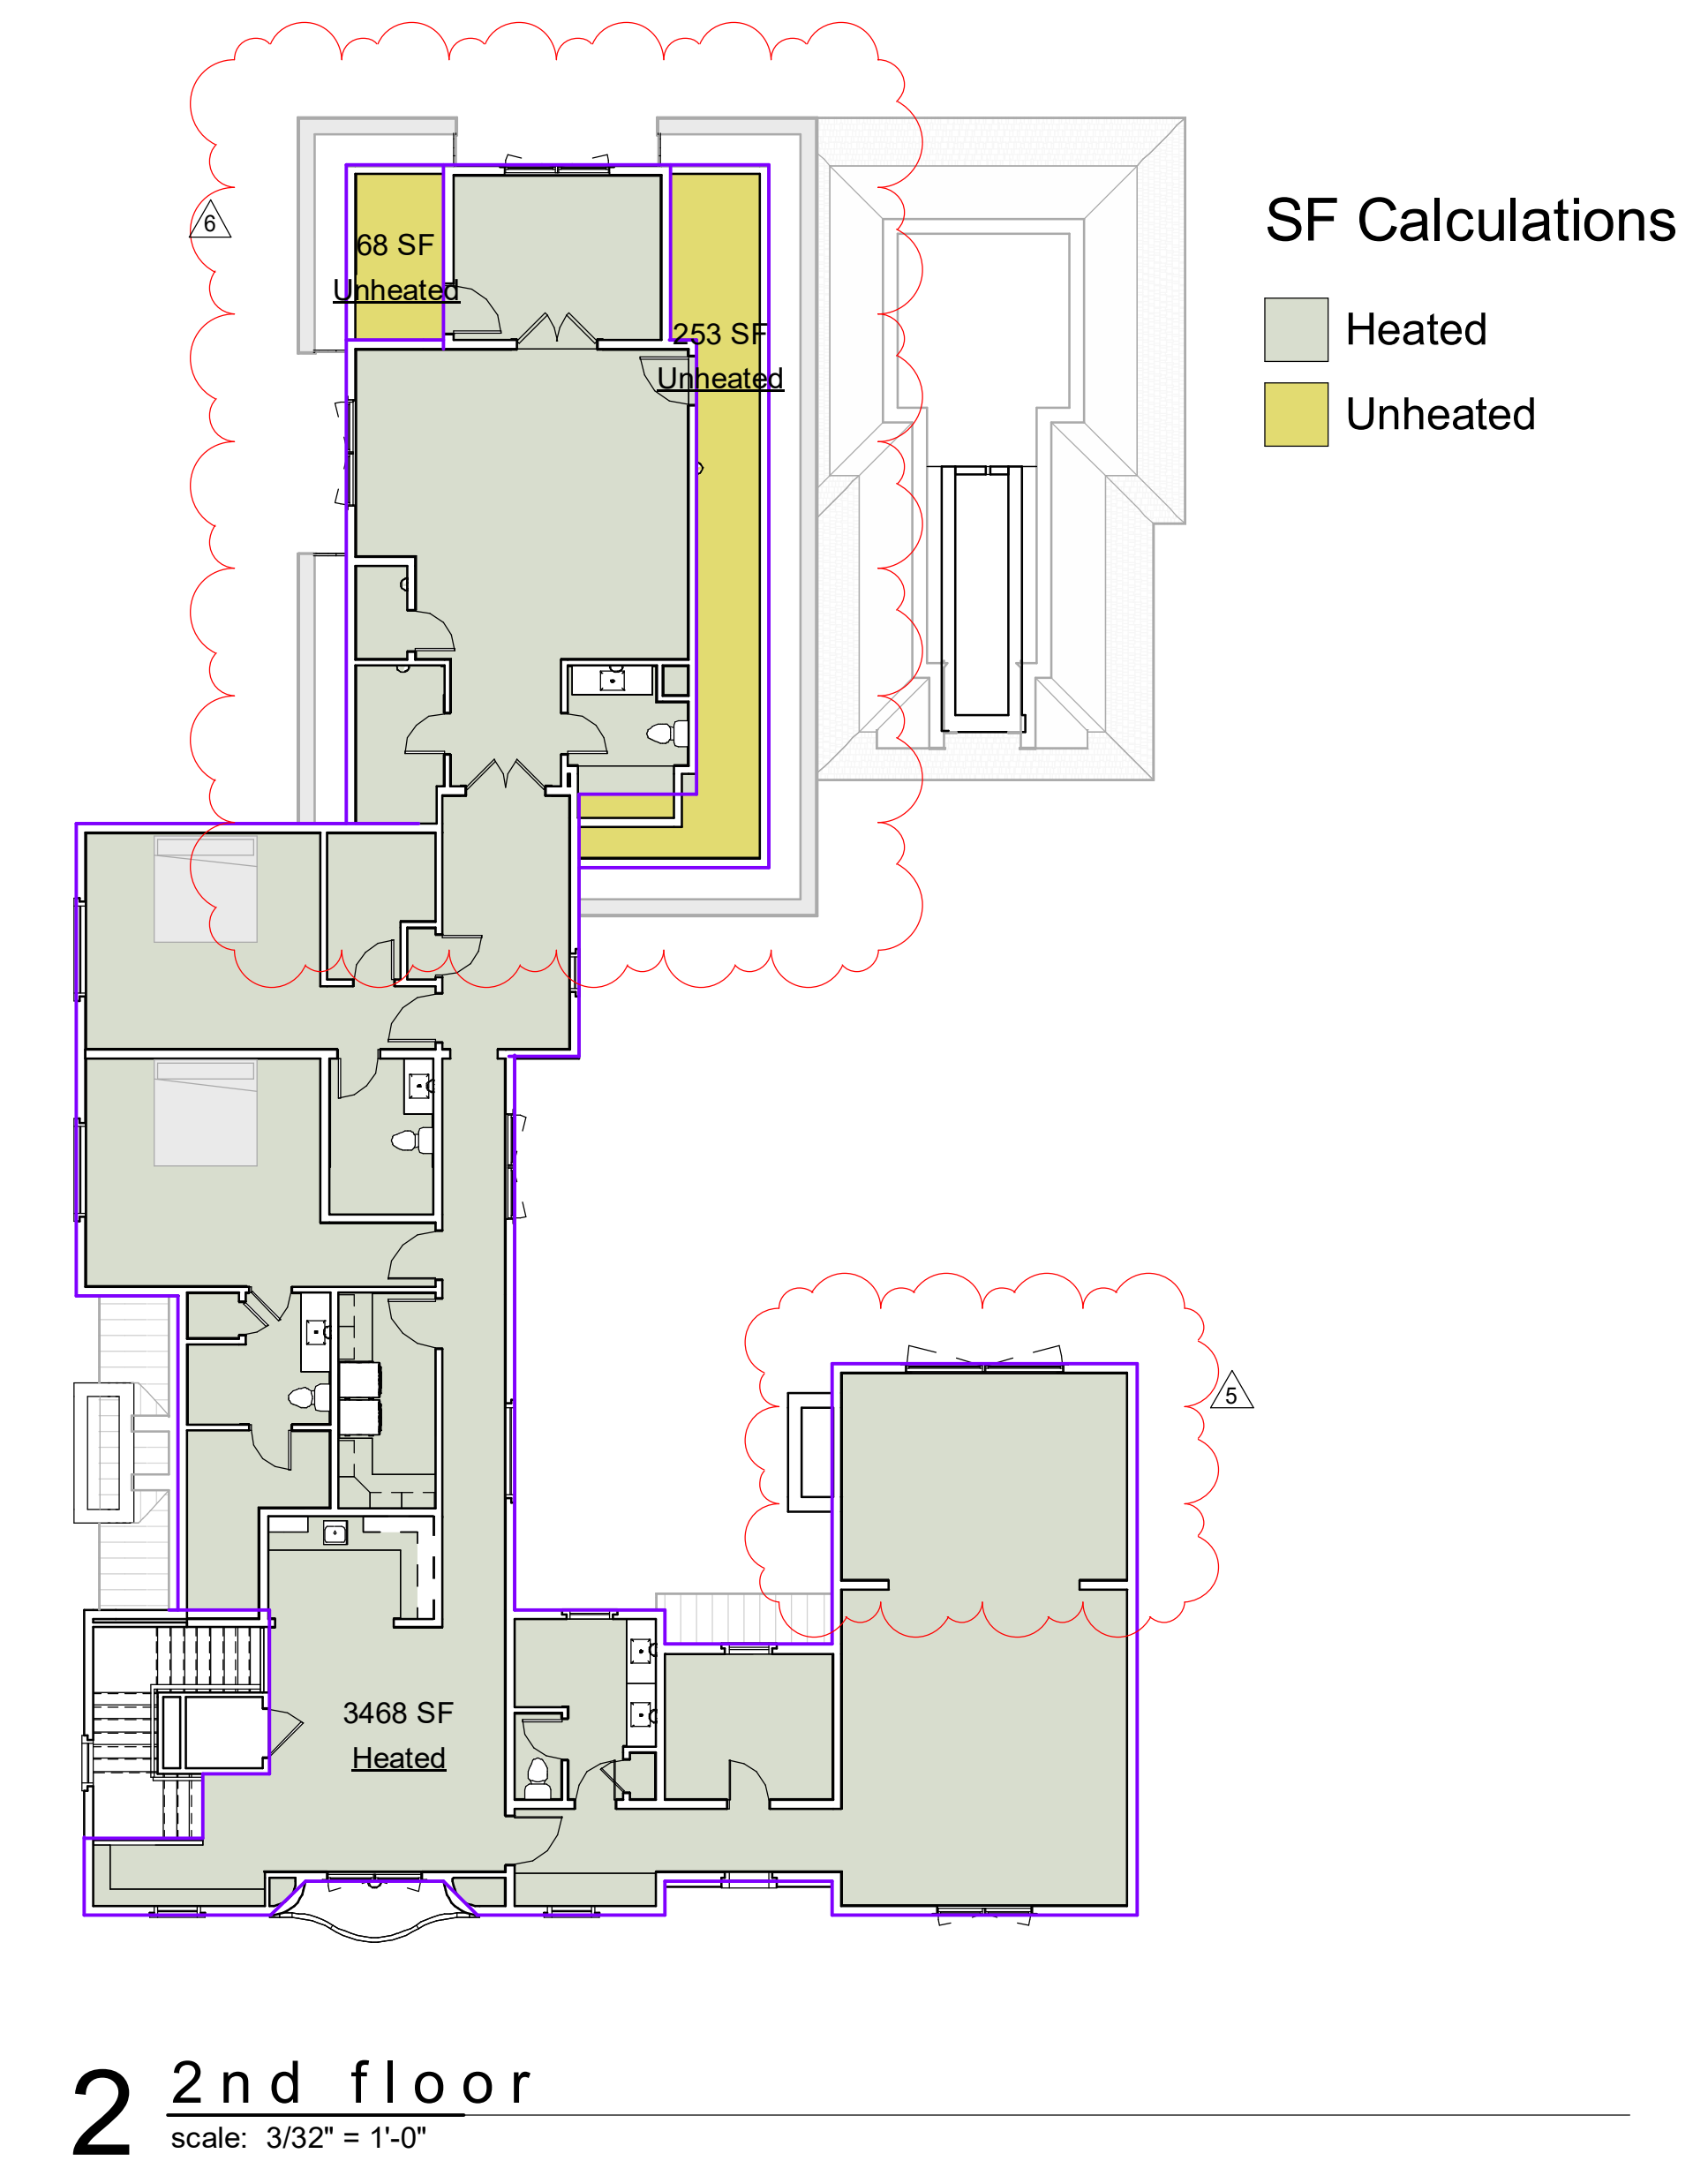 6
68 SF
Unheated
253 SF
Unheated
SF Calculations
Heated
Unheated
5
3468 SF
Heated
2
2nd floor
scale: 3/32" = 1'-0"